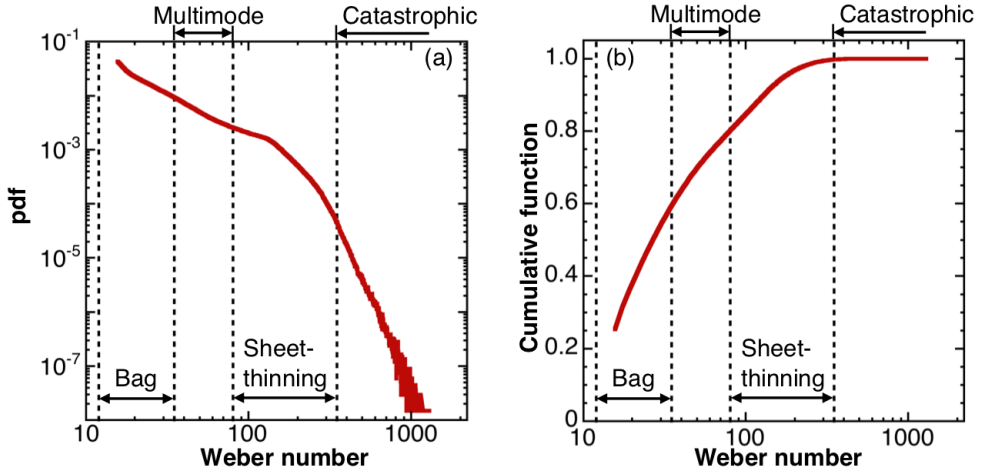 Multimode
Catastrophic
10-1
(a)
10-3
pdf
10-5
10-7
Bag
Sheet-
thinning
10
100
1000
Weber number
Multimode
Catastrophic
(b)
1.0
0.8
0.6
0.4
0.2
0
Cumulative function
Bag
Sheet-
thinning
10
100
1000
Weber number